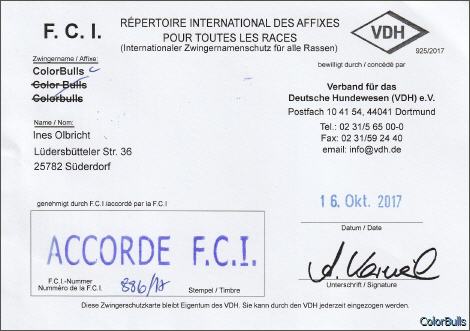 F. C. I.
RÉPERTOIRE INTERNATIONAL DES AFFIXES
POUR TOUTES LES RACES
(Internationaler Zwingernamenschutz für alle Rassen)
VDH
925/2017
Zwingername / Affixe:
ColorBulls
Color Bulls
Colorbulls
bewilligt durch / concédé par
Verband für das
Deutsche Hundewesen (VDH) e.V.
Postfach 10 41 54, 44041 Dortmund
Tel.: 02 31/5 65 00-0
Fax: 02 31/59 24 40
email: info@vdh.de
Name / Nom:
Ines Olbricht
Lüdersbütteler Str. 36
25782 Süderdorf
genehmigt durch F.C.I /accordé par la F.C.I
16. Okt. 2017
Datum / Date
ACCORDE F.C.I.
F.C.I.-Nummer
Numéro de la F.C.I.
886/17
Stempel / Timbre
Unterschrift / Signature
Diese Zwingerschutzkarte bleibt Eigentum des VDH. Sie kann durch den VDH jederzeit eingezogen werden.
ColorBulls